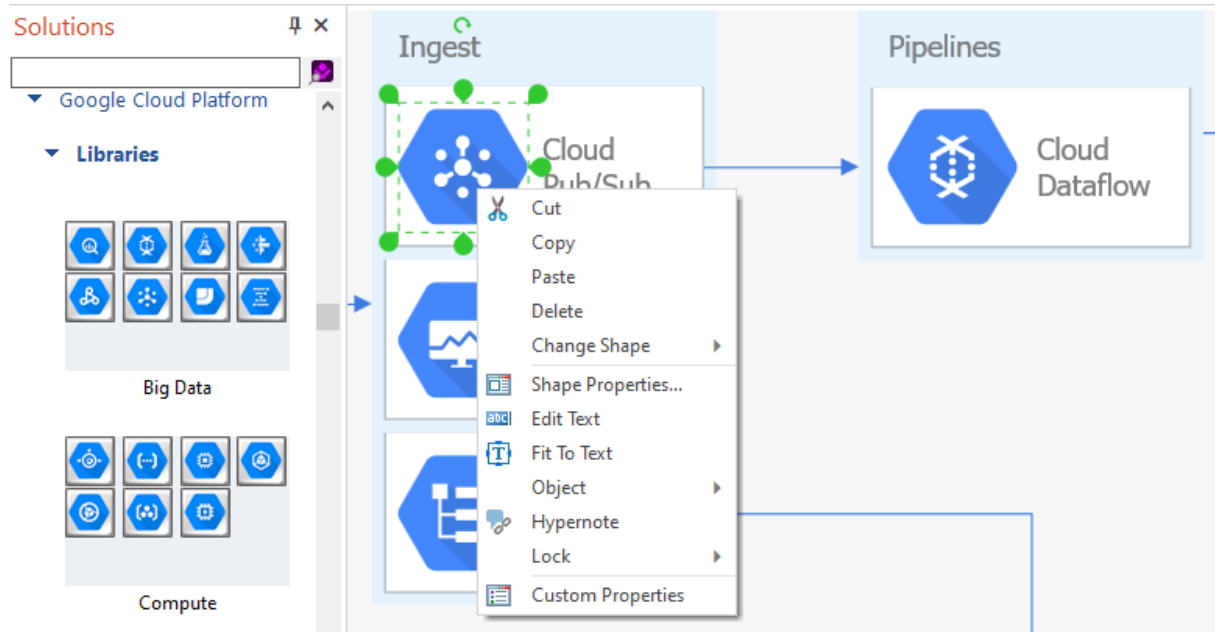 Solutions
Google Cloud Platform
Libraries
Big Data
Compute
Ingest
Cloud
Pub/Sub
Pipelines
Cloud
Dataflow
Cut
Copy
Paste
Delete
Change Shape
Shape Properties...
abc
Edit Text
T
Fit To Text
Object
Hypernote
Lock
Custom Properties